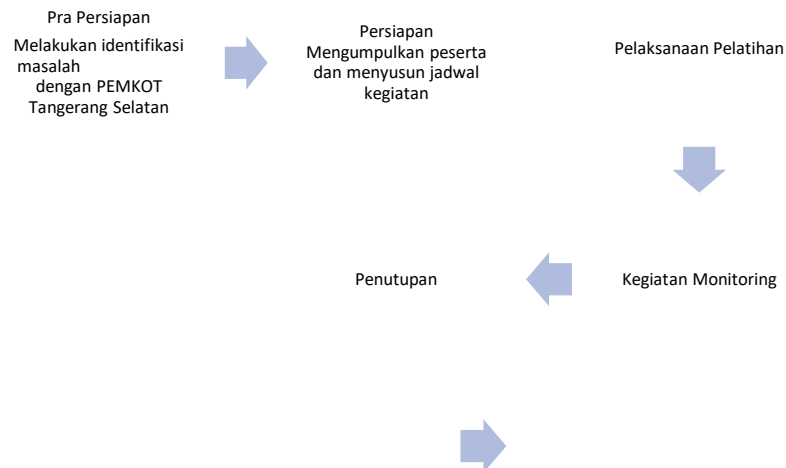 Pra Persiapan
Melakukan identifikasi
masalah
dengan PEMKOT
Tangerang Selatan
Persiapan
Mengumpulkan peserta
dan menyusun jadwal
kegiatan
Pelaksanaan Pelatihan
Kegiatan Monitoring
Penutupan